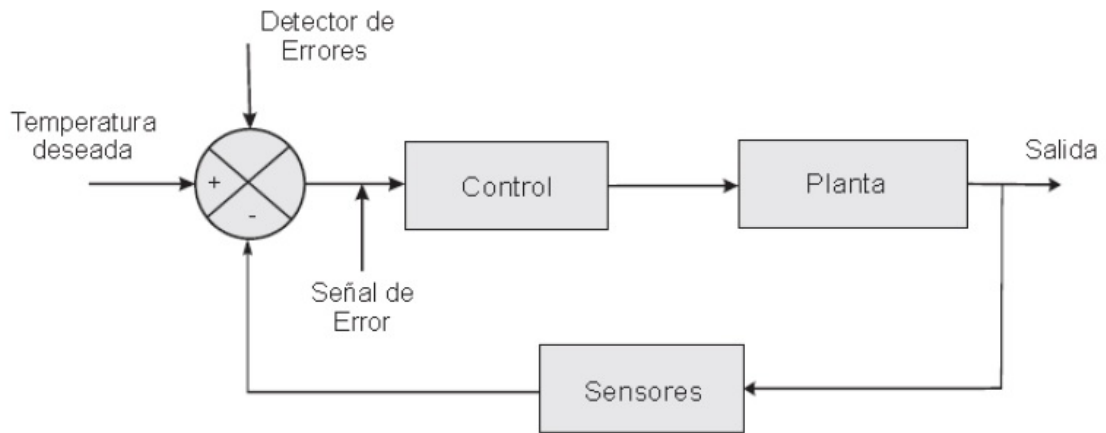 Detector de
Errores
Temperatura
deseada
+
-
Control
Planta
Salida
Señal de
Error
Sensores